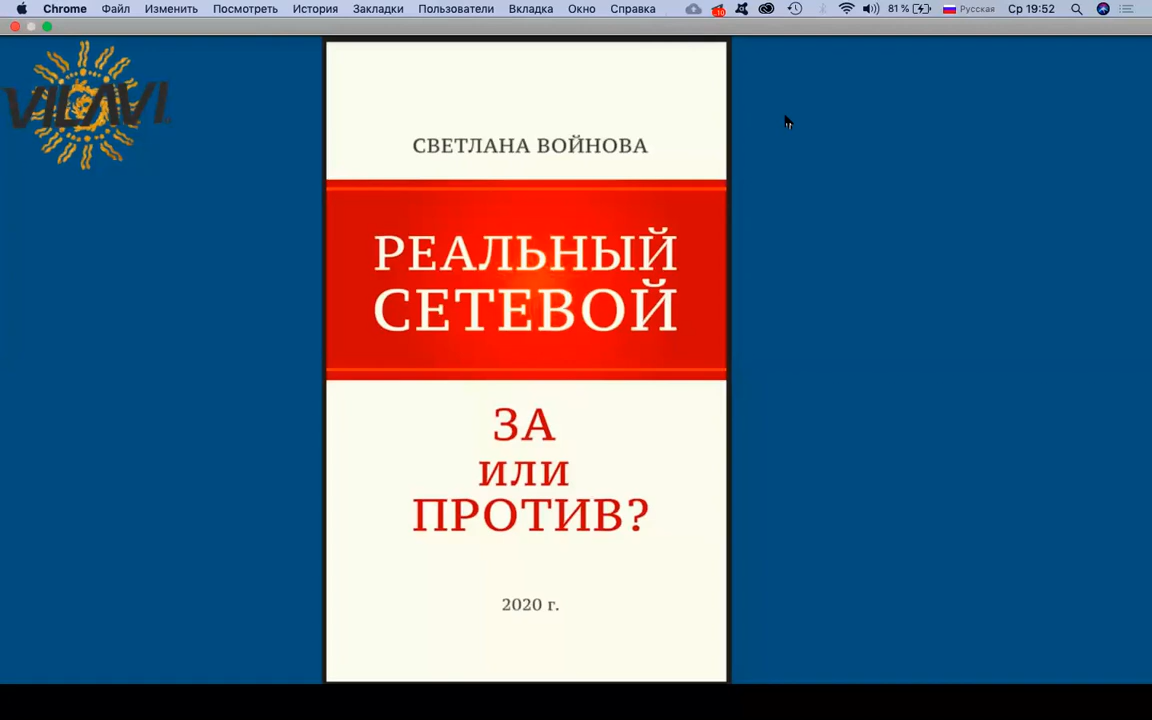 Chrome Файл Изменить Посмотреть История Закладки Пользователи Вкладка Окно Справка 10 81 % Русская Ср 19:52
VILAVI
СВЕТЛАНА ВОЙНОВА
РЕАЛЬНЫЙ
СЕТЕВОЙ
ЗА
или
ПРОТИВ?
2020 г.